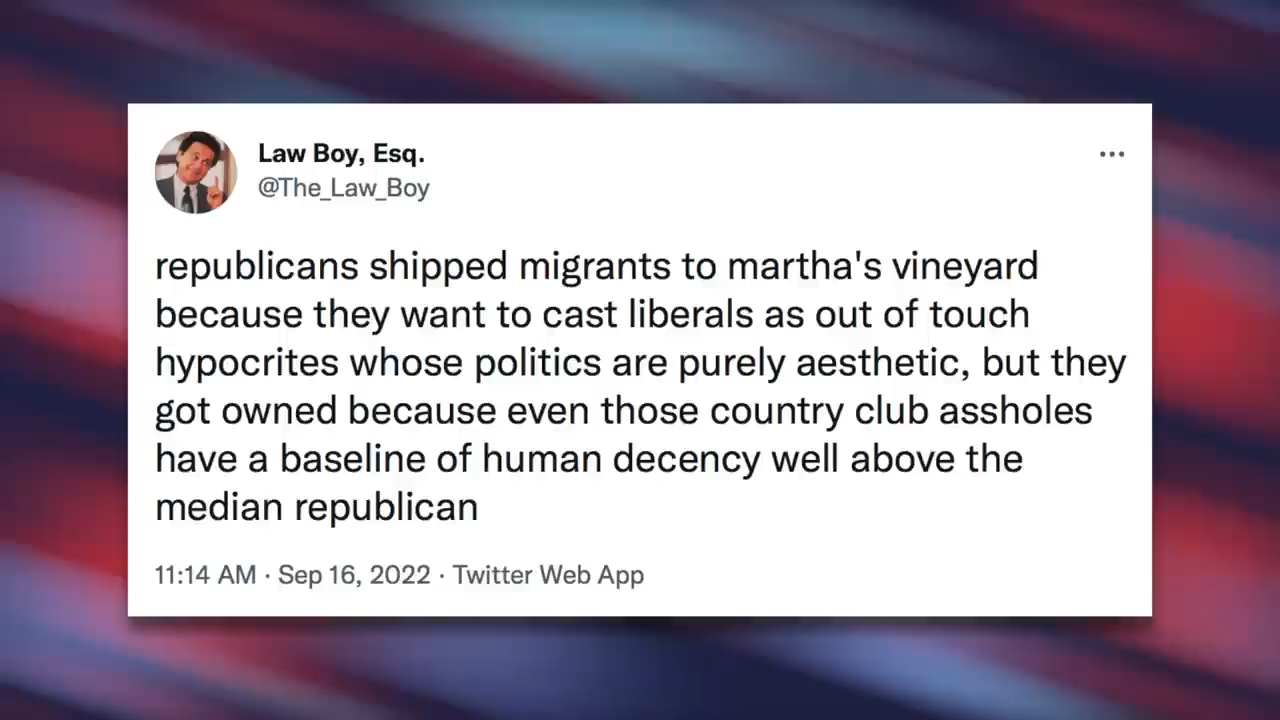 Law Boy, Esq.
@The_Law_Boy
republicans shipped migrants to martha's vineyard
because they want to cast liberals as out of touch
hypocrites whose politics are purely aesthetic, but they
got owned because even those country club assholes
have a baseline of human decency well above the
median republican
11:14 AM · Sep 16, 2022 · Twitter Web App